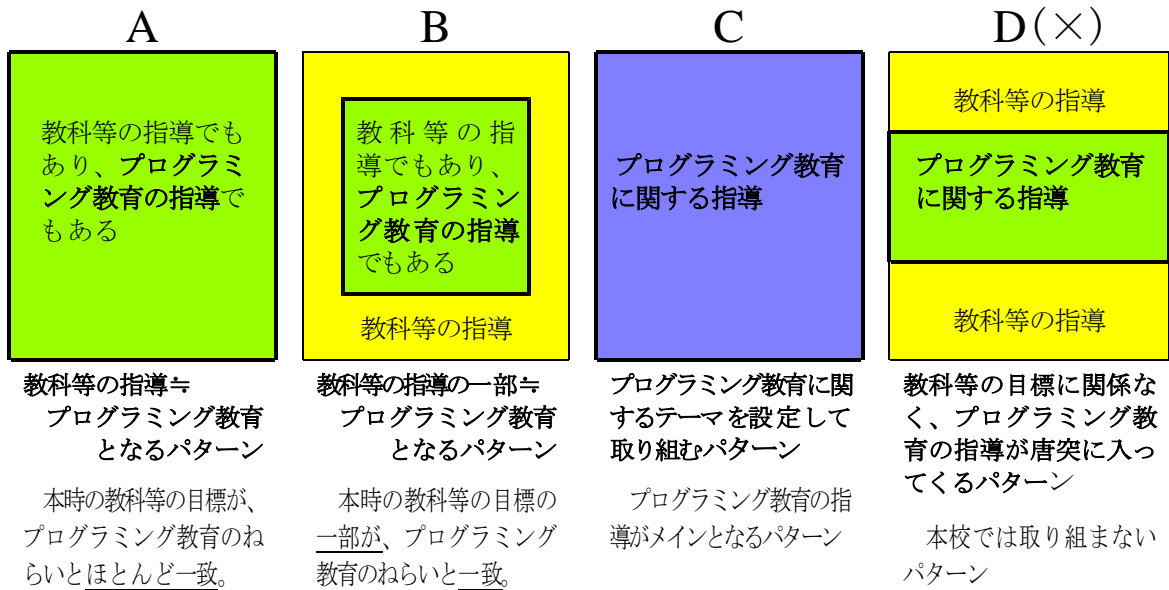 A
教科等の指導でも
あり、プログラミ
ング教育の指導で
もある
教科等の指導≒
プログラミング教育
となるパターン
本時の教科等の目標が、
プログラミング教育のね
らいとほとんど一致。
B
教科等の指
導でもあり、
プログラミン
グ教育の指導
でもある
教科等の指導
教科等の指導の一部≒
プログラミング教育
となるパターン
本時の教科等の目標の
一部が、プログラミング
教育のねらいと一致。
C
プログラミング教育
に関する指導
プログラミング教育に関
するテーマを設定して
取り組むパターン
プログラミング教育の指
導がメインとなるパターン
D(×)
教科等の指導
プログラミング教育
に関する指導
教科等の指導
教科等の目標に関係な
く、プログラミング教
育の指導が唐突に入っ
てくるパターン
本校では取り組まない
パターン